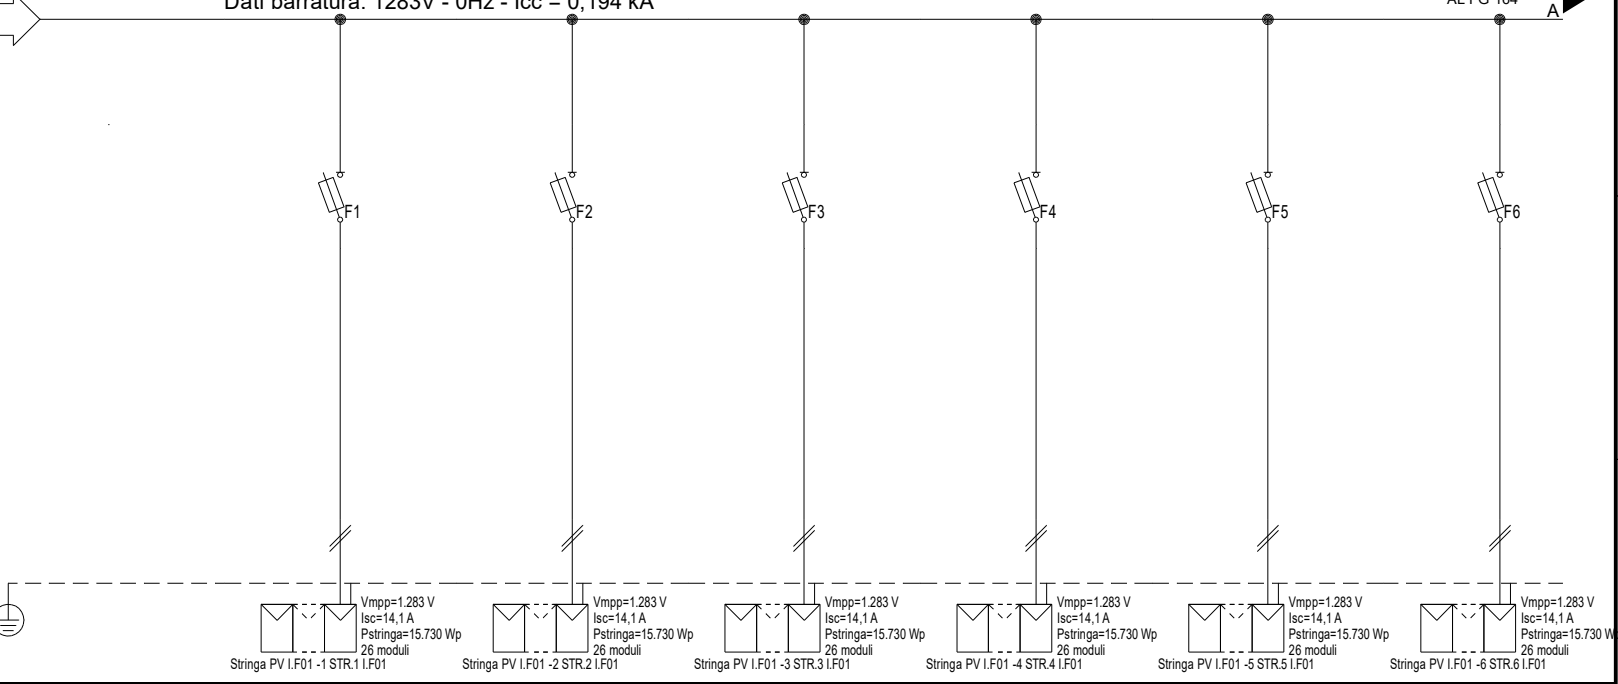 Dati barratura: 1283V - 0Hz - Icc = 0,194 kA
A
F1
F2
F3
F4
F5
F6
Vmpp=1.283 V
Isc=14,1 A
Pstringa=15.730 Wp
26 moduli
Stringa PV I.F01 -1 STR.1 I.F01
Vmpp=1.283 V
Isc=14,1 A
Pstringa=15.730 Wp
26 moduli
Stringa PV I.F01 -2 STR.2 I.F01
Vmpp=1.283 V
Isc=14,1 A
Pstringa=15.730 Wp
26 moduli
Stringa PV I.F01 -3 STR.3 I.F01
Vmpp=1.283 V
Isc=14,1 A
Pstringa=15.730 Wp
26 moduli
Stringa PV I.F01 -4 STR.4 I.F01
Vmpp=1.283 V
Isc=14,1 A
Pstringa=15.730 Wp
26 moduli
Stringa PV I.F01 -5 STR.5 I.F01
Vmpp=1.283 V
Isc=14,1 A
Pstringa=15.730 W
26 moduli
Stringa PV I.F01 -6 STR.6 I.F01